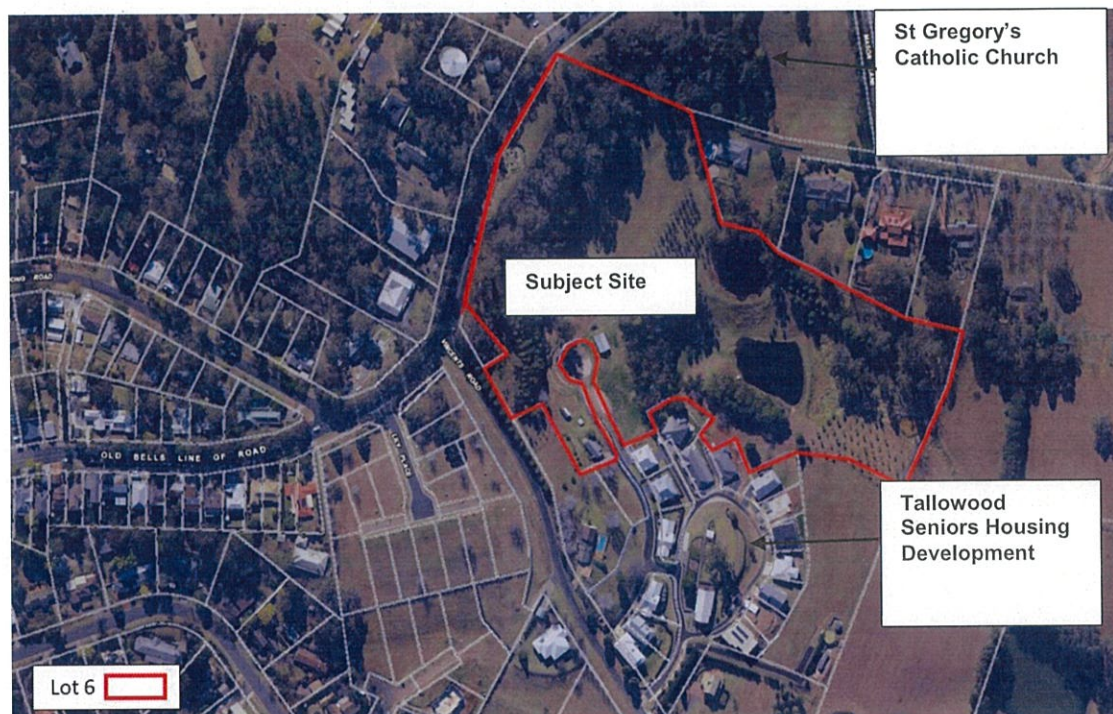 St Gregory’s
Catholic Church
Subject Site
OLD BELLS LINE OF ROAD
Tallowood
Seniors Housing
Development
Lot 6